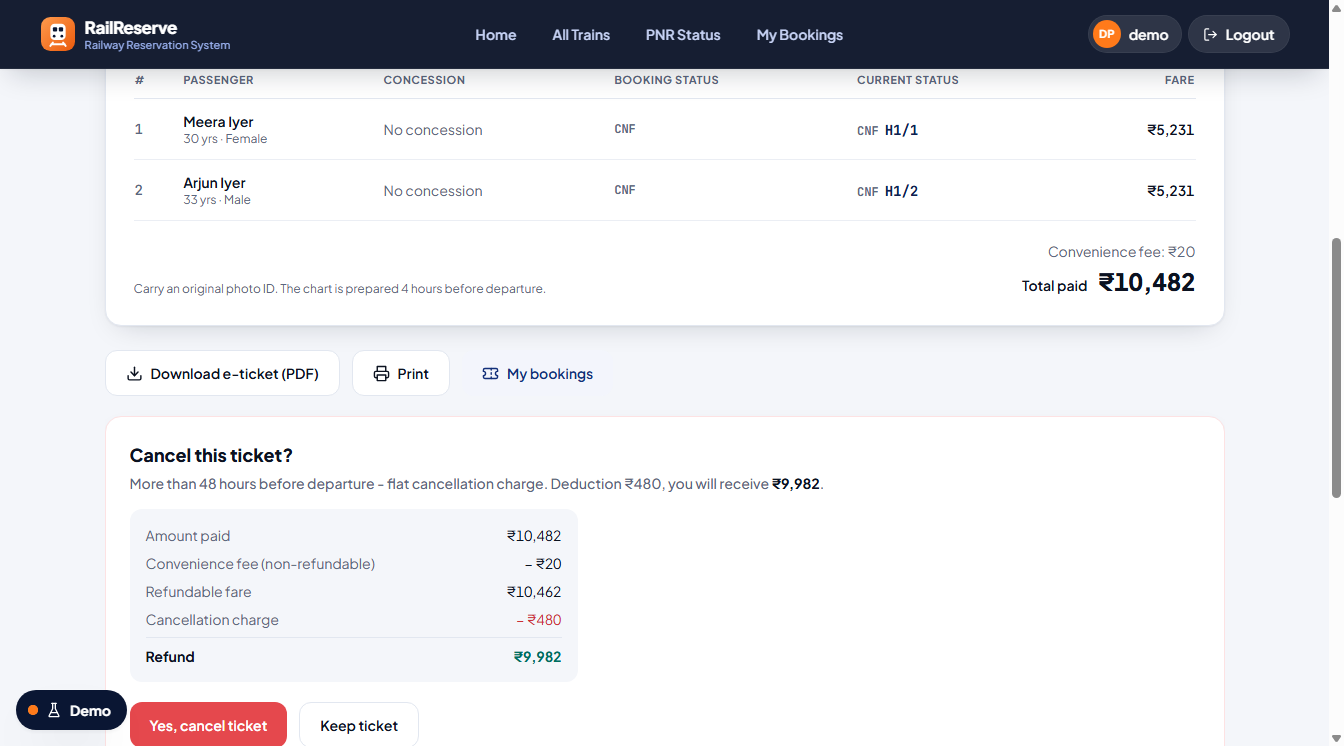 RailReserve
Railway Reservation System
Home All Trains PNR Status My Bookings
DP demo Logout
# PASSENGER CONCESSION BOOKING STATUS CURRENT STATUS FARE
1 Meera Iyer No concession CNF CNF H1/1 ₹5,231
30 yrs · Female
2 Arjun Iyer No concession CNF CNF H1/2 ₹5,231
33 yrs · Male
Convenience fee: ₹20
Carry an original photo ID. The chart is prepared 4 hours before departure.
Total paid ₹10,482
Download e-ticket (PDF) Print My bookings
Cancel this ticket?
More than 48 hours before departure - flat cancellation charge. Deduction ₹480, you will receive ₹9,982.
Amount paid ₹10,482
Convenience fee (non-refundable) – ₹20
Refundable fare ₹10,462
Cancellation charge – ₹480
Refund ₹9,982
Demo
Yes, cancel ticket Keep ticket